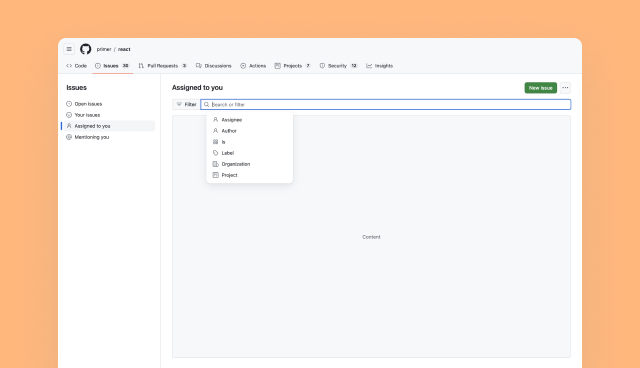 primer / react
Code Issues 30 Pull Requests 3 Discussions Actions Projects 7 Security 12 Insights
Issues
Open issues
Your issues
Assigned to you
Mentioning you
Assigned to you
New issue
Filter
Search or filter
Assignee
Author
Is
Label
Organization
Project
Content